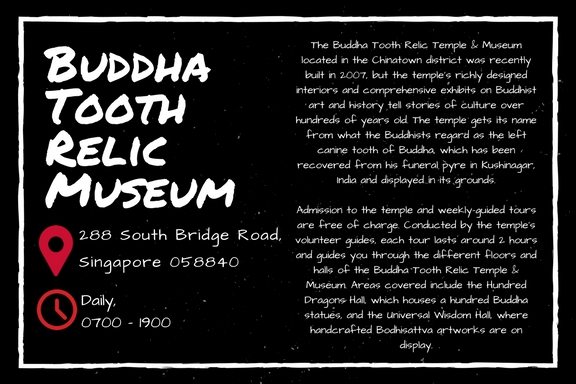 BUDDHA
TOOTH
RELIC
MUSEUM
288 South Bridge Road,
Singapore 058840
Daily,
0700 - 1900
The Buddha Tooth Relic Temple & Museum
located in the Chinatown district was recently
built in 2007, but the temple's richly designed
interiors and comprehensive exhibits on Buddhist
art and history tell stories of culture over
hundreds of years old. The temple gets its name
from what the Buddhists regard as the left
canine tooth of Buddha, which has been
recovered from his funeral pyre in Kushinagar,
India and displayed in its grounds.
Admission to the temple and weekly-guided tours
are free of charge. Conducted by the temple's
volunteer guides, each tour lasts around 2 hours
and guides you through the different floors and
halls of the Buddha Tooth Relic Temple &
Museum. Areas covered include the Hundred
Dragons Hall, which houses a hundred Buddha
statues, and the Universal Wisdom Hall, where
handcrafted Bodhisattva artworks are on
display.